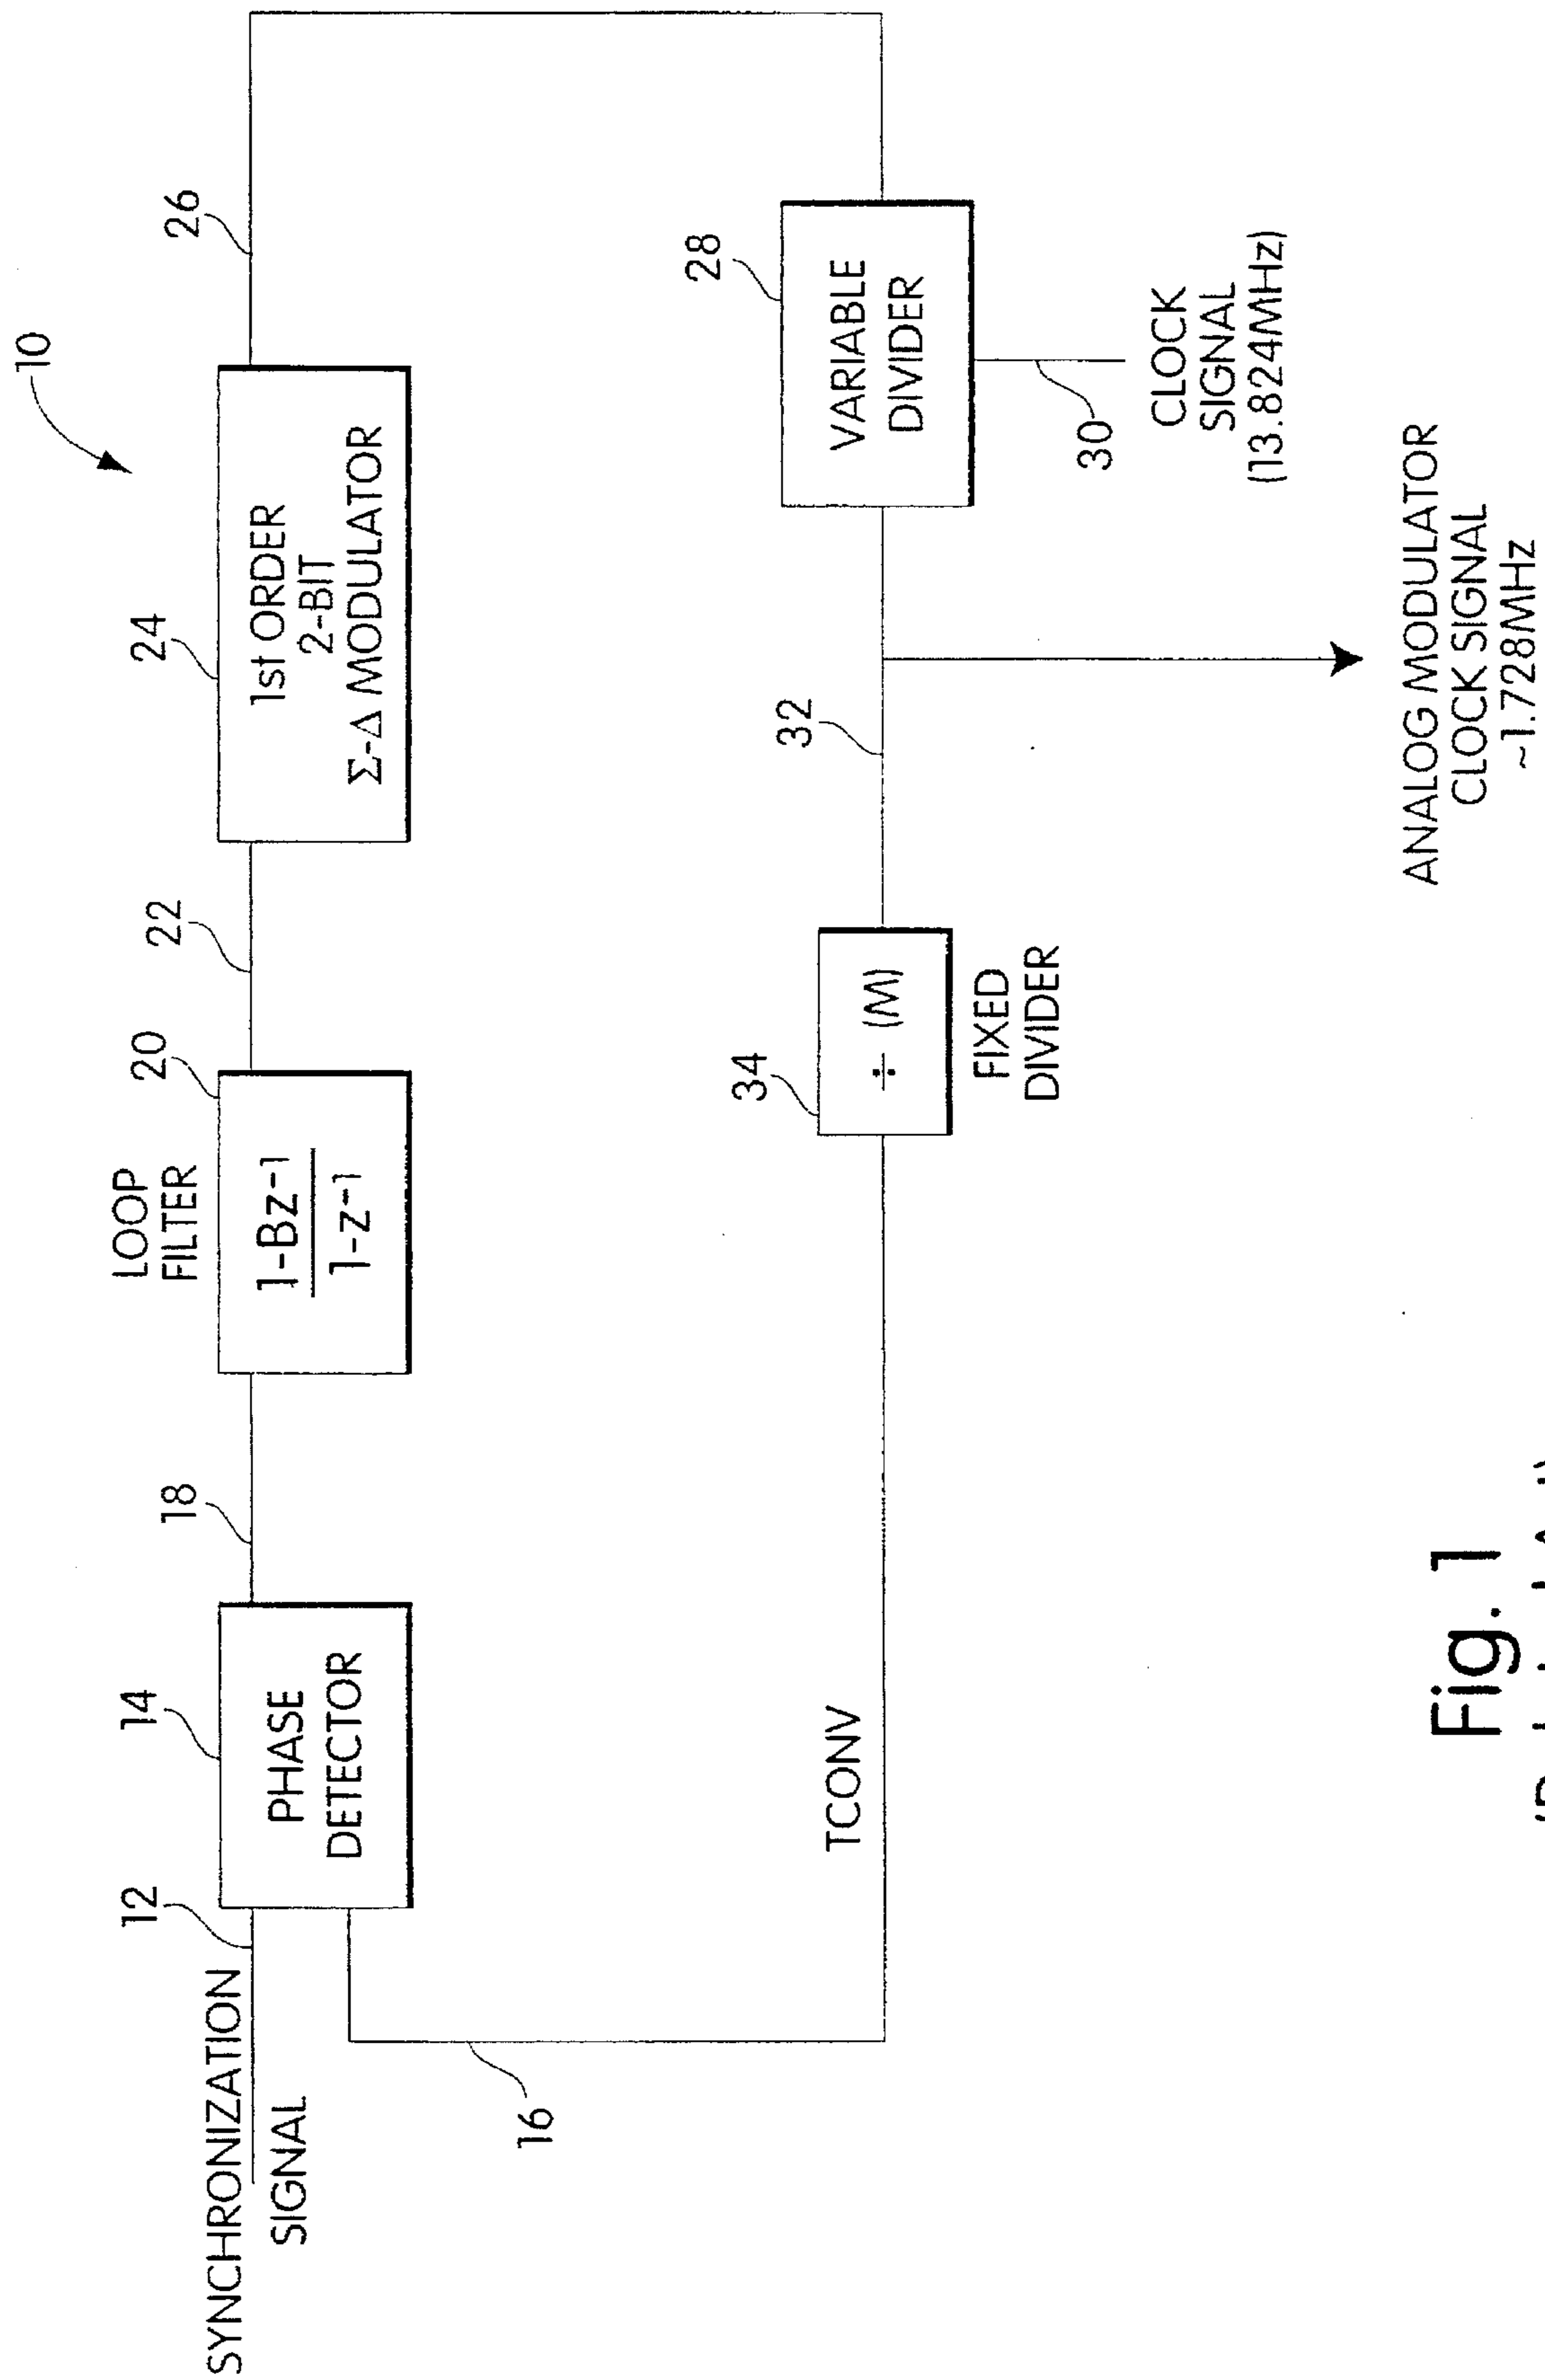 10
SYNCHRONIZATION
SIGNAL
12
14
PHASE
DETECTOR
18
LOOP
FILTER
20
1-Bz-1
1-z-1
22
24
1st ORDER
2-BIT
Σ-Δ MODULATOR
26
16
TCONV
34
÷ (M)
FIXED
DIVIDER
32
28
VARIABLE
DIVIDER
30
CLOCK
SIGNAL
(13.824MHz)
ANALOG MODULATOR
CLOCK SIGNAL
~1.728MHz
Fig. 1